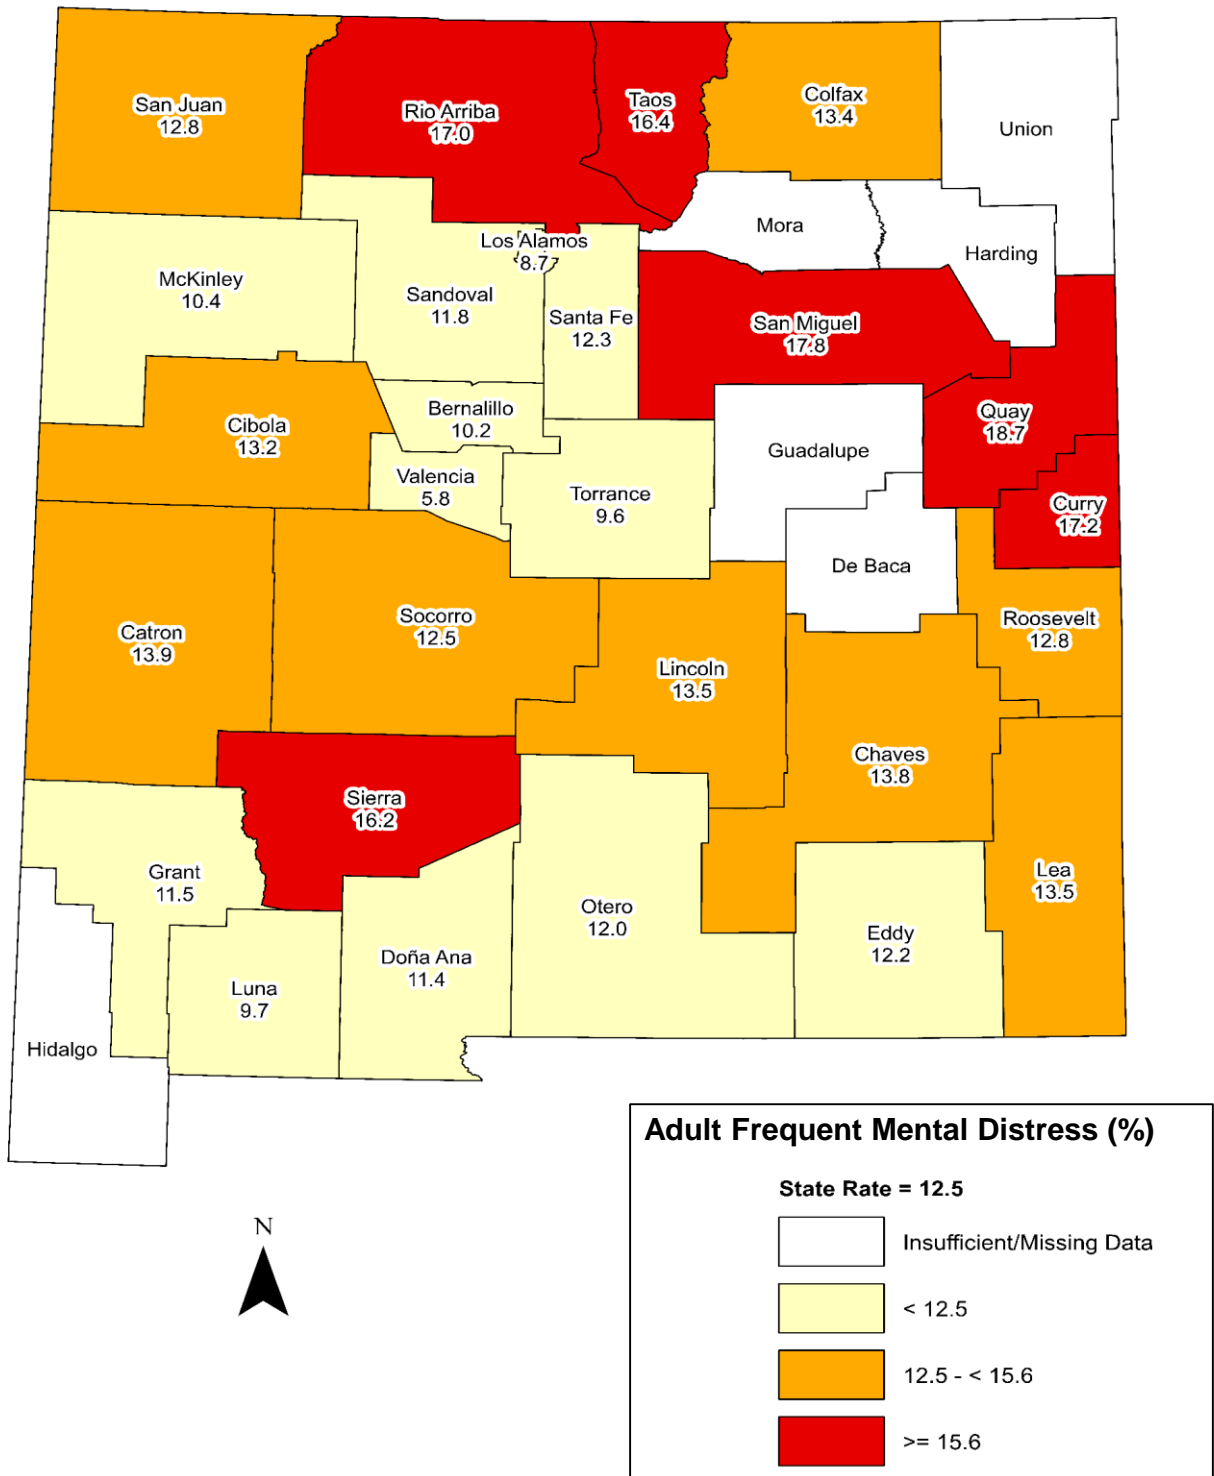 San Juan
12.8
Rio Arriba
17.0
Taos
16.4
Colfax
13.4
Union
Mora
Harding
Los Alamos
8.7
McKinley
10.4
Sandoval
11.8
Santa Fe
12.3
San Miguel
17.8
Bernalillo
10.2
Quay
18.7
Cibola
13.2
Guadalupe
Valencia
5.8
Torrance
9.6
Curry
17.2
De Baca
Catron
13.9
Socorro
12.5
Roosevelt
12.8
Lincoln
13.5
Chaves
13.8
Sierra
16.2
Grant
11.5
Lea
13.5
Otero
12.0
Eddy
12.2
Doña Ana
11.4
Luna
9.7
Hidalgo
Adult Frequent Mental Distress (%)
State Rate = 12.5
Insufficient/Missing Data
< 12.5
12.5 - < 15.6
>= 15.6
N